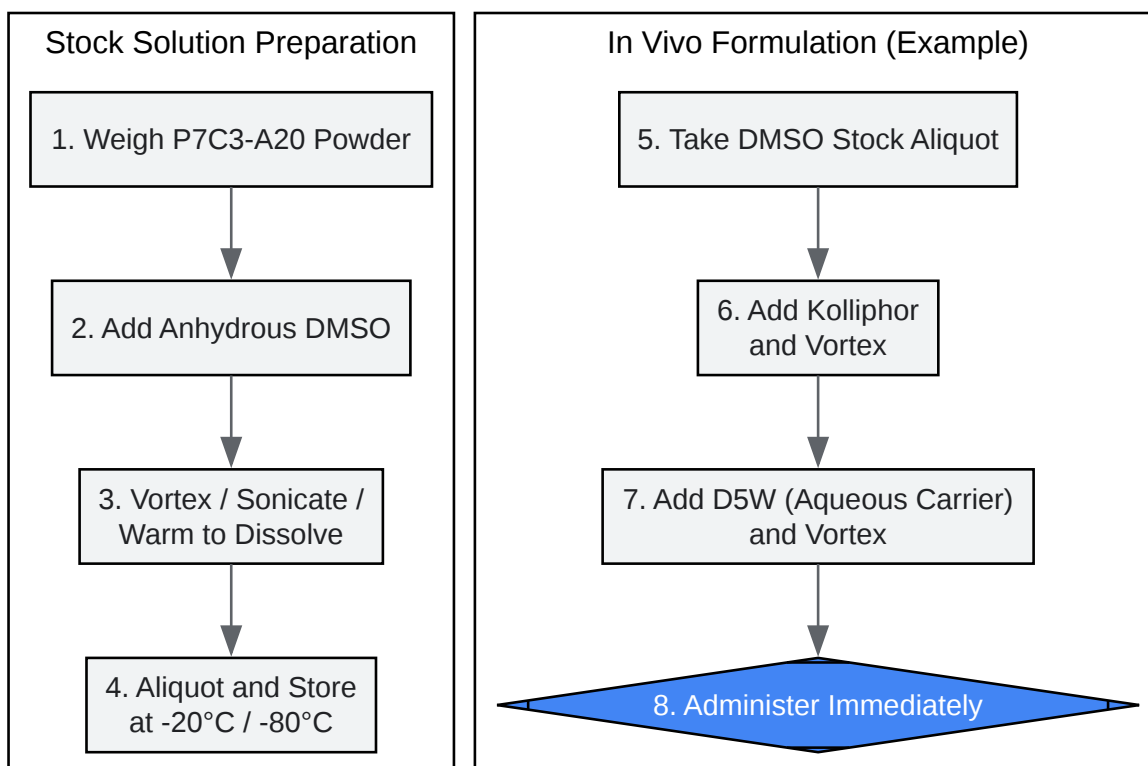 Stock Solution Preparation
1. Weigh P7C3-A20 Powder
2. Add Anhydrous DMSO
3. Vortex / Sonicate /
Warm to Dissolve
4. Aliquot and Store
at -20°C / -80°C
In Vivo Formulation (Example)
5. Take DMSO Stock Aliquot
6. Add Kolliphor
and Vortex
7. Add D5W (Aqueous Carrier)
and Vortex
8. Administer Immediately